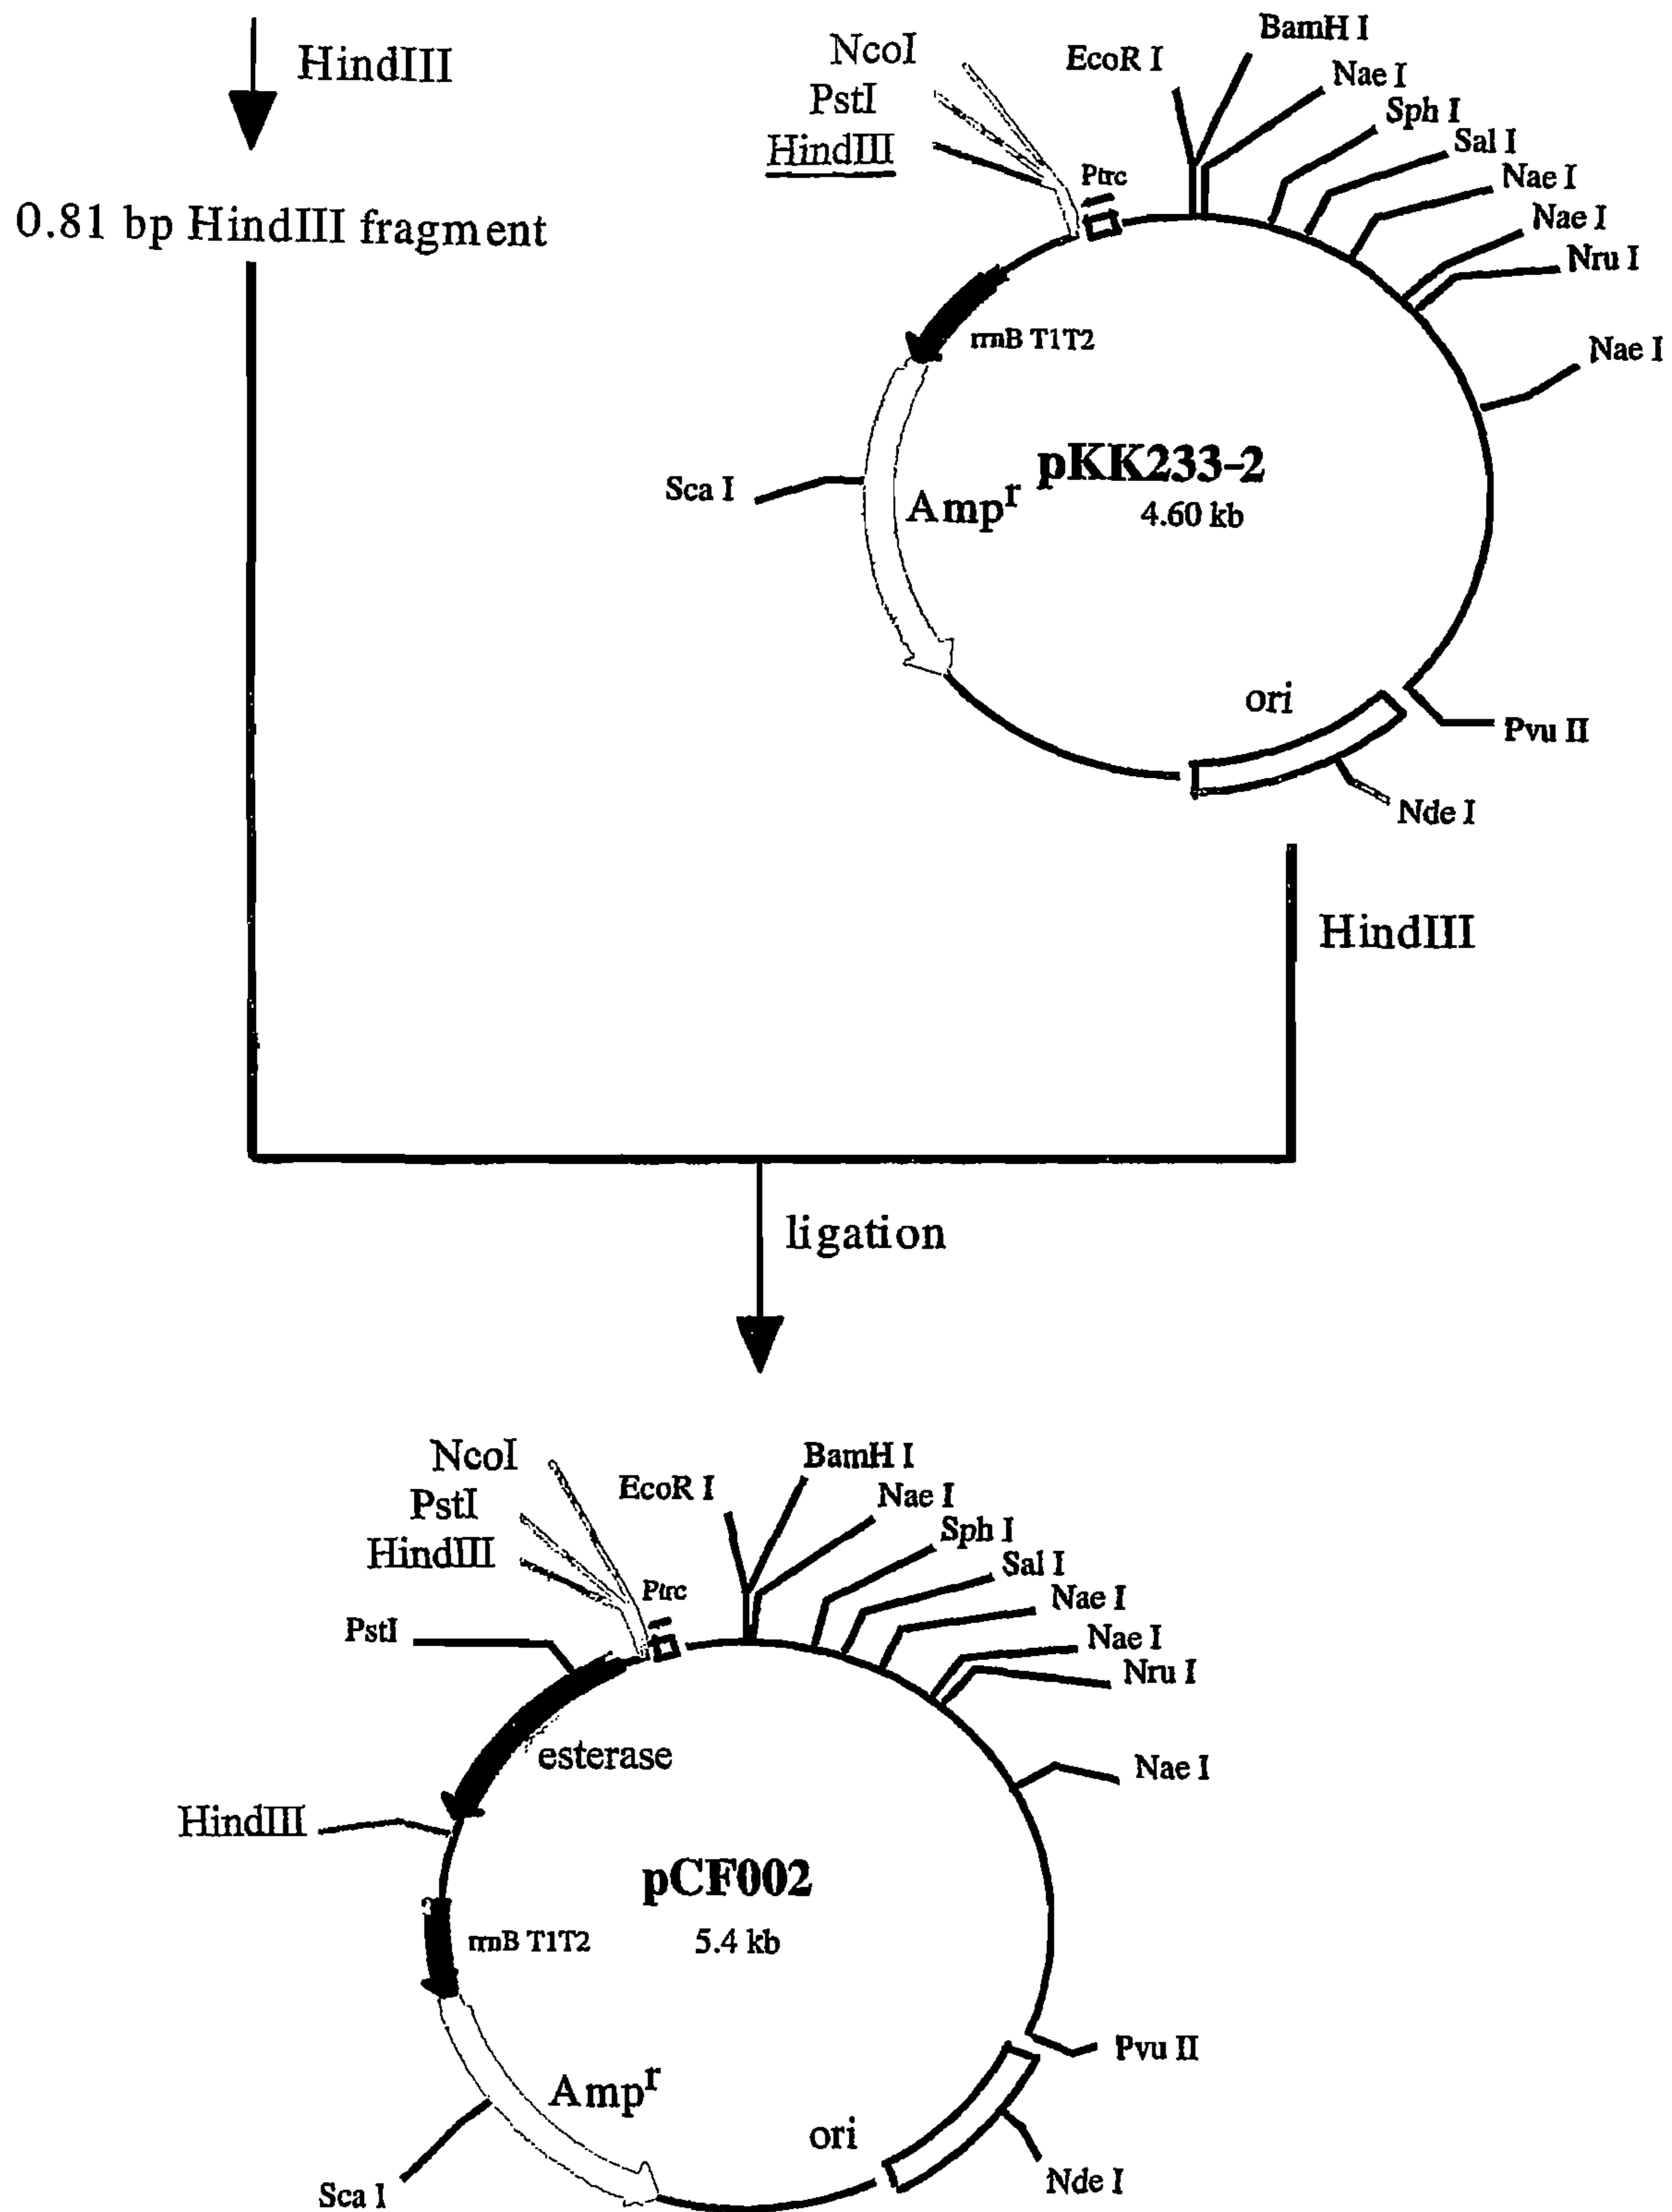 HindIII
0.81 bp HindIII fragment
NcoI
PstI
HindIII
EcoR I
BamH I
Nae I
Sph I
Sal I
Nae I
Nae I
Nru I
Nae I
Ptrc
rrnB T1T2
Sca I
Ampr
pKK233-2
4.60 kb
ori
Pvu II
Nde I
HindIII
ligation
NcoI
PstI
HindIII
PstI
EcoR I
BamH I
Nae I
Sph I
Sal I
Nae I
Nae I
Nru I
Nae I
Ptrc
esterase
HindIII
pCF002
5.4 kb
rrnB T1T2
Ampr
ori
Pvu II
Nde I
Sca I